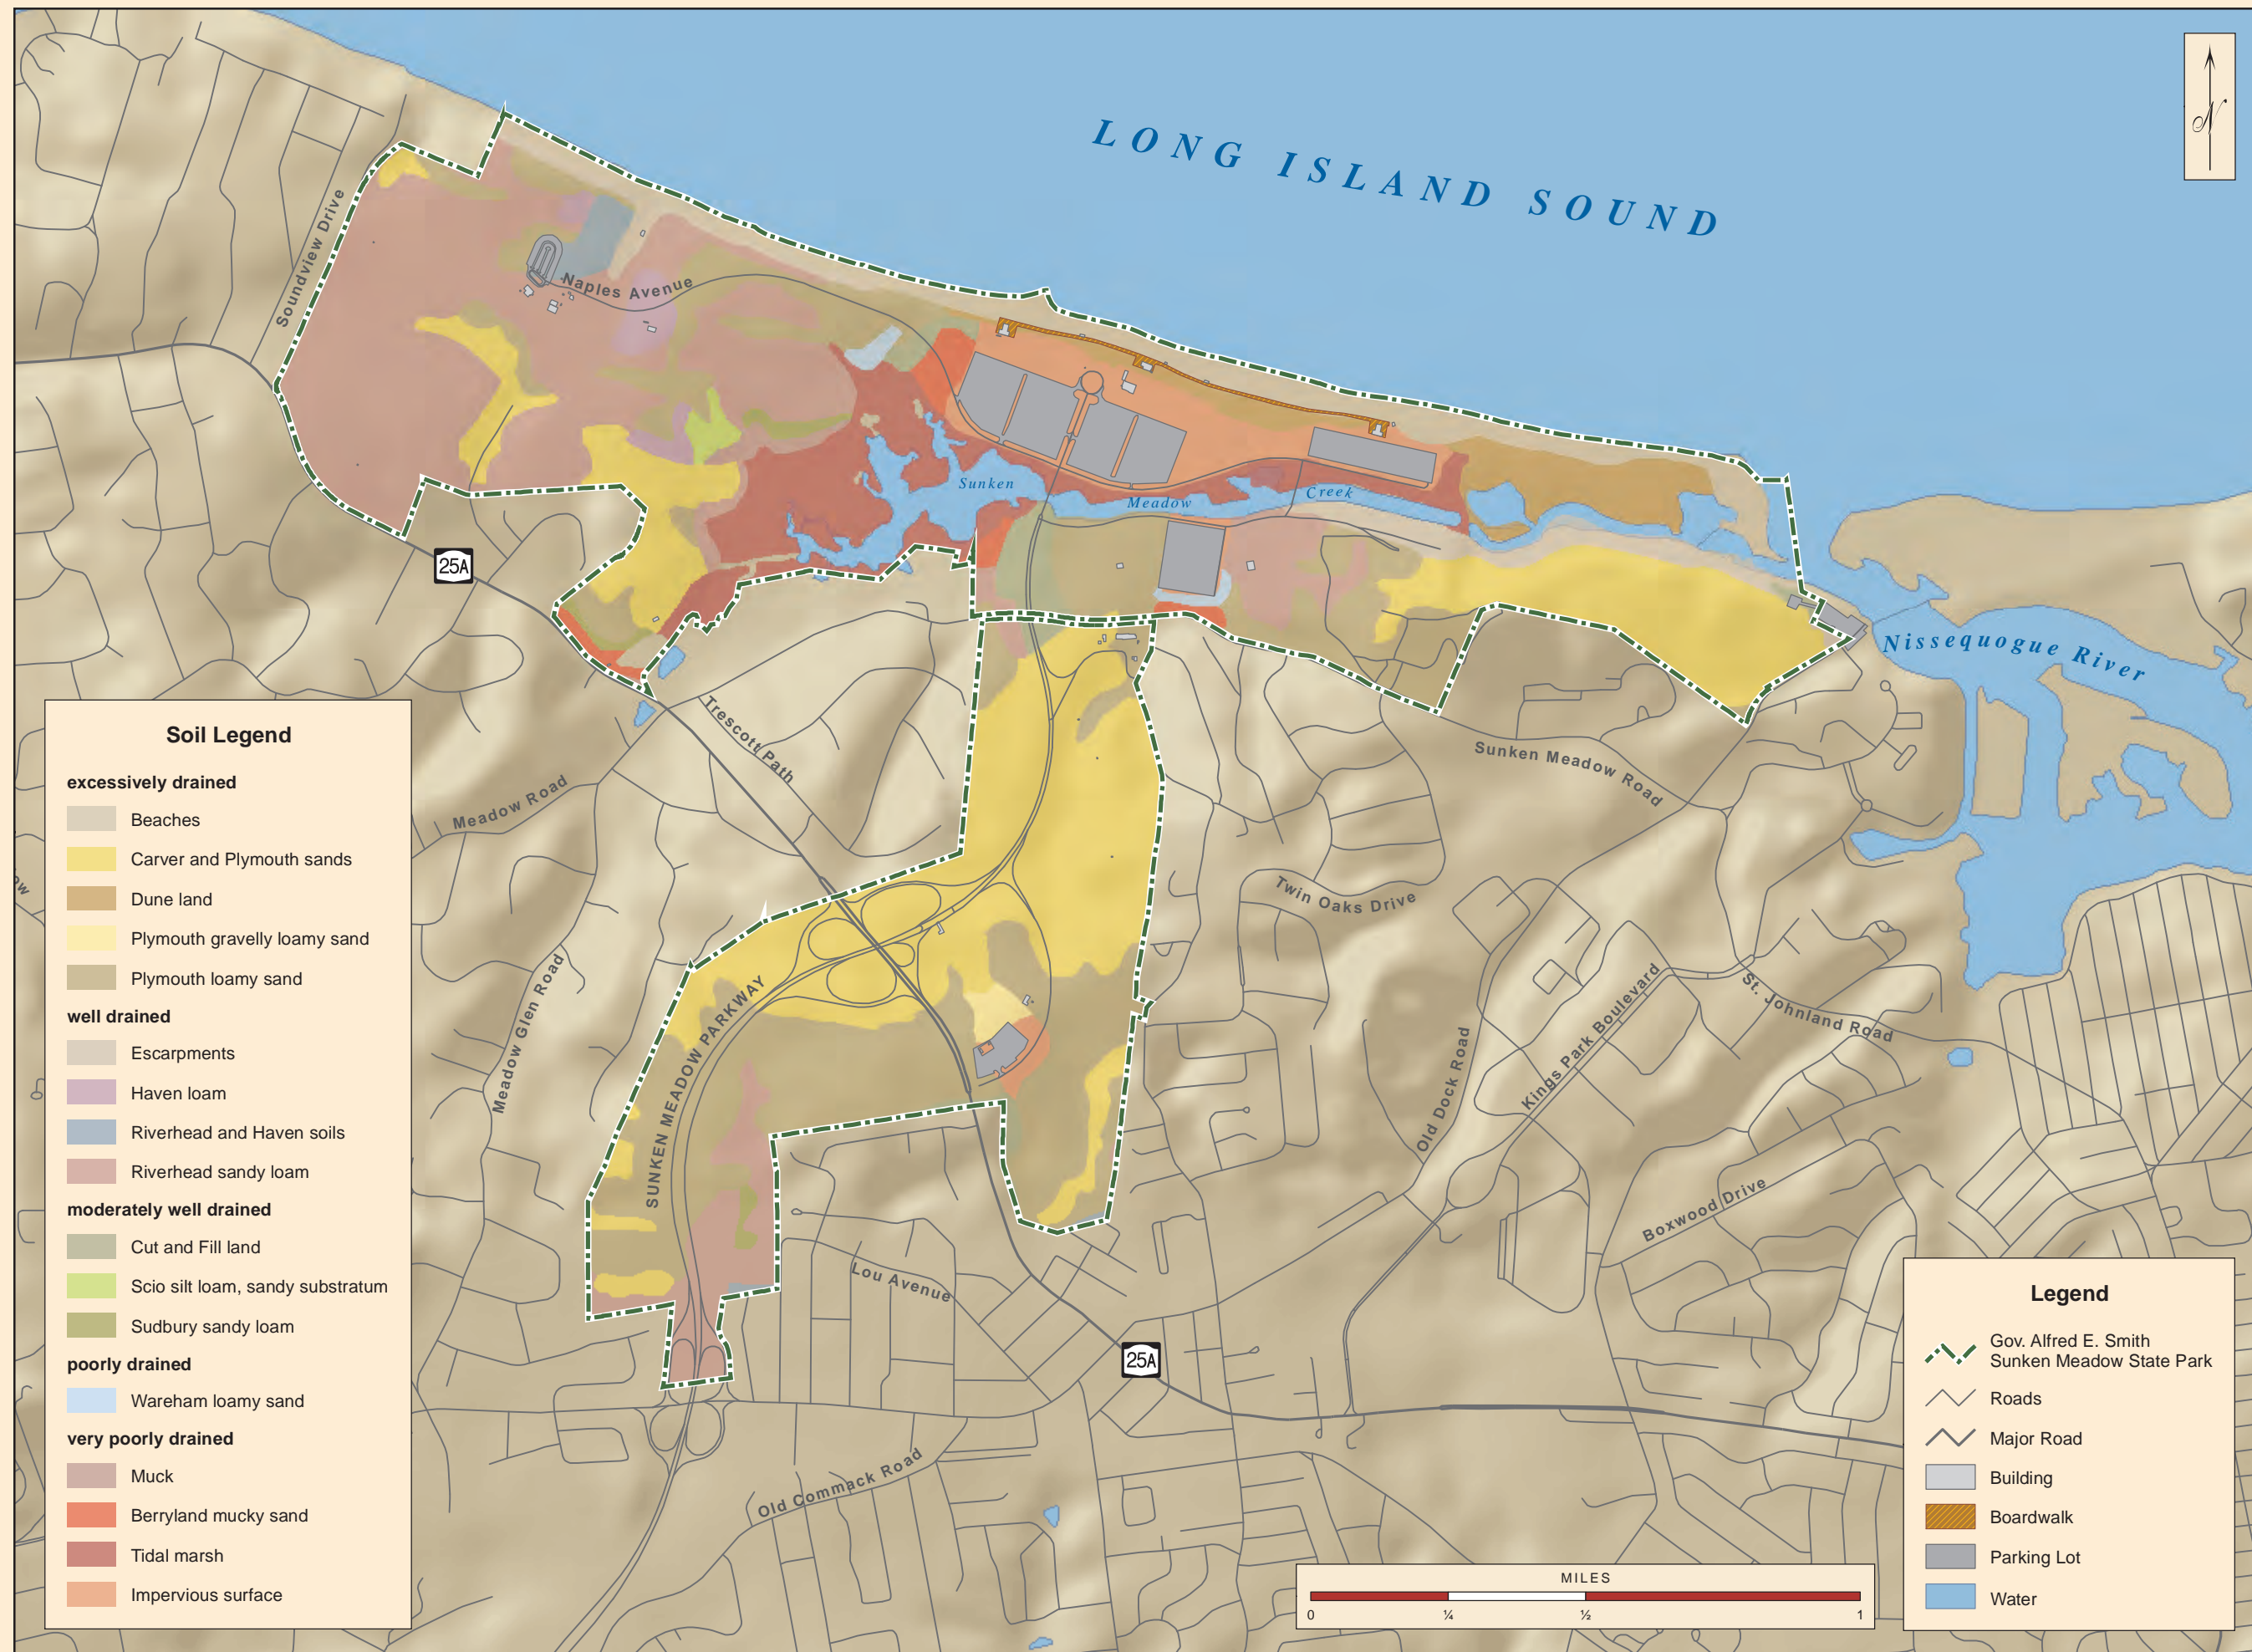 LONG ISLAND SOUND
N
Soundview Drive
Naples Avenue
Sunken
Meadow
Creek
25A
Nissequogue River
Trescott Path
Sunken Meadow Road
Meadow Road
Twin Oaks Drive
Meadow Glen Road
SUNKEN MEADOW PARKWAY
Old Dock Road
Kings Park Boulevard
St. Johnland Road
Boxwood Drive
Lou Avenue
25A
Old Commack Road
ow
Soil Legend
excessively drained
Beaches
Carver and Plymouth sands
Dune land
Plymouth gravelly loamy sand
Plymouth loamy sand
well drained
Escarpments
Haven loam
Riverhead and Haven soils
Riverhead sandy loam
moderately well drained
Cut and Fill land
Scio silt loam, sandy substratum
Sudbury sandy loam
poorly drained
Wareham loamy sand
very poorly drained
Muck
Berryland mucky sand
Tidal marsh
Impervious surface
Legend
Gov. Alfred E. Smith
Sunken Meadow State Park
Roads
Major Road
Building
Boardwalk
Parking Lot
Water
MILES
0 ¼ ½ 1